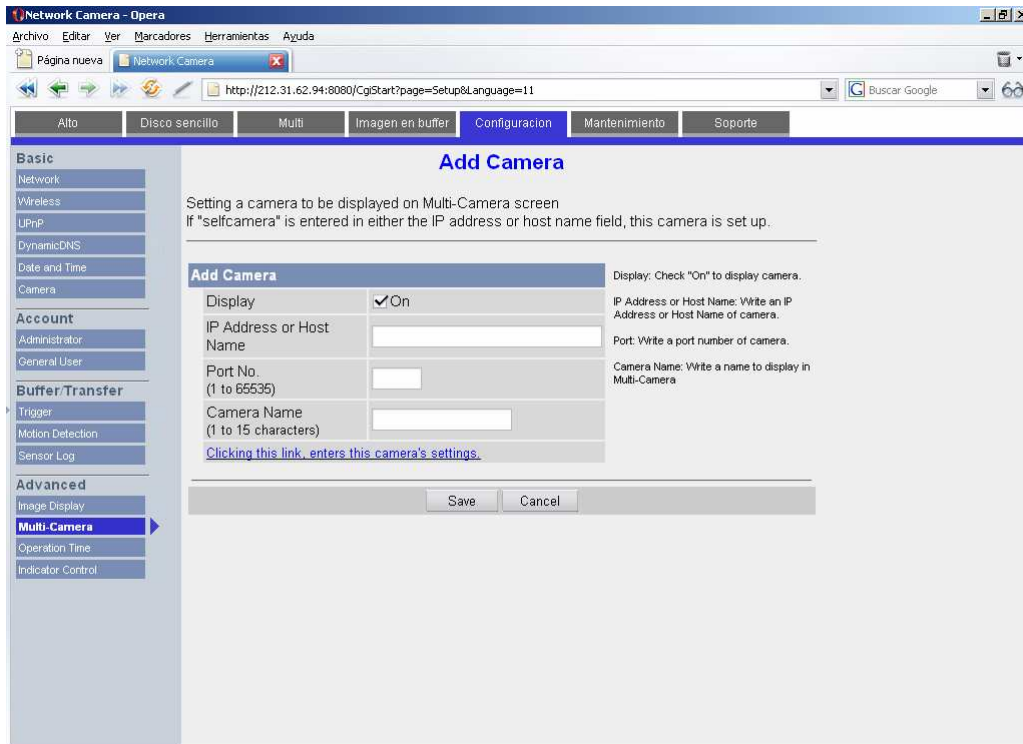 Network Camera - Opera
Archivo Editar Ver Marcadores Herramientas Ayuda
Página nueva Network Camera
http://212.31.62.94:8080/CgiStart?page=Setup&Language=11 Buscar Google
Alto Disco sencillo Multi Imagen en buffer Configuracion Mantenimiento Soporte
Basic
Network
Wireless
UPnP
DynamicDNS
Date and Time
Camera
Account
Administrator
General User
Buffer/Transfer
Trigger
Motion Detection
Sensor Log
Advanced
Image Display
Multi-Camera
Operation Time
Indicator Control
Add Camera
Setting a camera to be displayed on Multi-Camera screen
If "selfcamera" is entered in either the IP address or host name field, this camera is set up.
Add Camera
Display On
IP Address or Host
Name
Port No.
(1 to 65535)
Camera Name
(1 to 15 characters)
Clicking this link, enters this camera's settings.
Display: Check "On" to display camera.
IP Address or Host Name: Write an IP
Address or Host Name of camera.
Port: Write a port number of camera.
Camera Name: Write a name to display in
Multi-Camera
Save Cancel